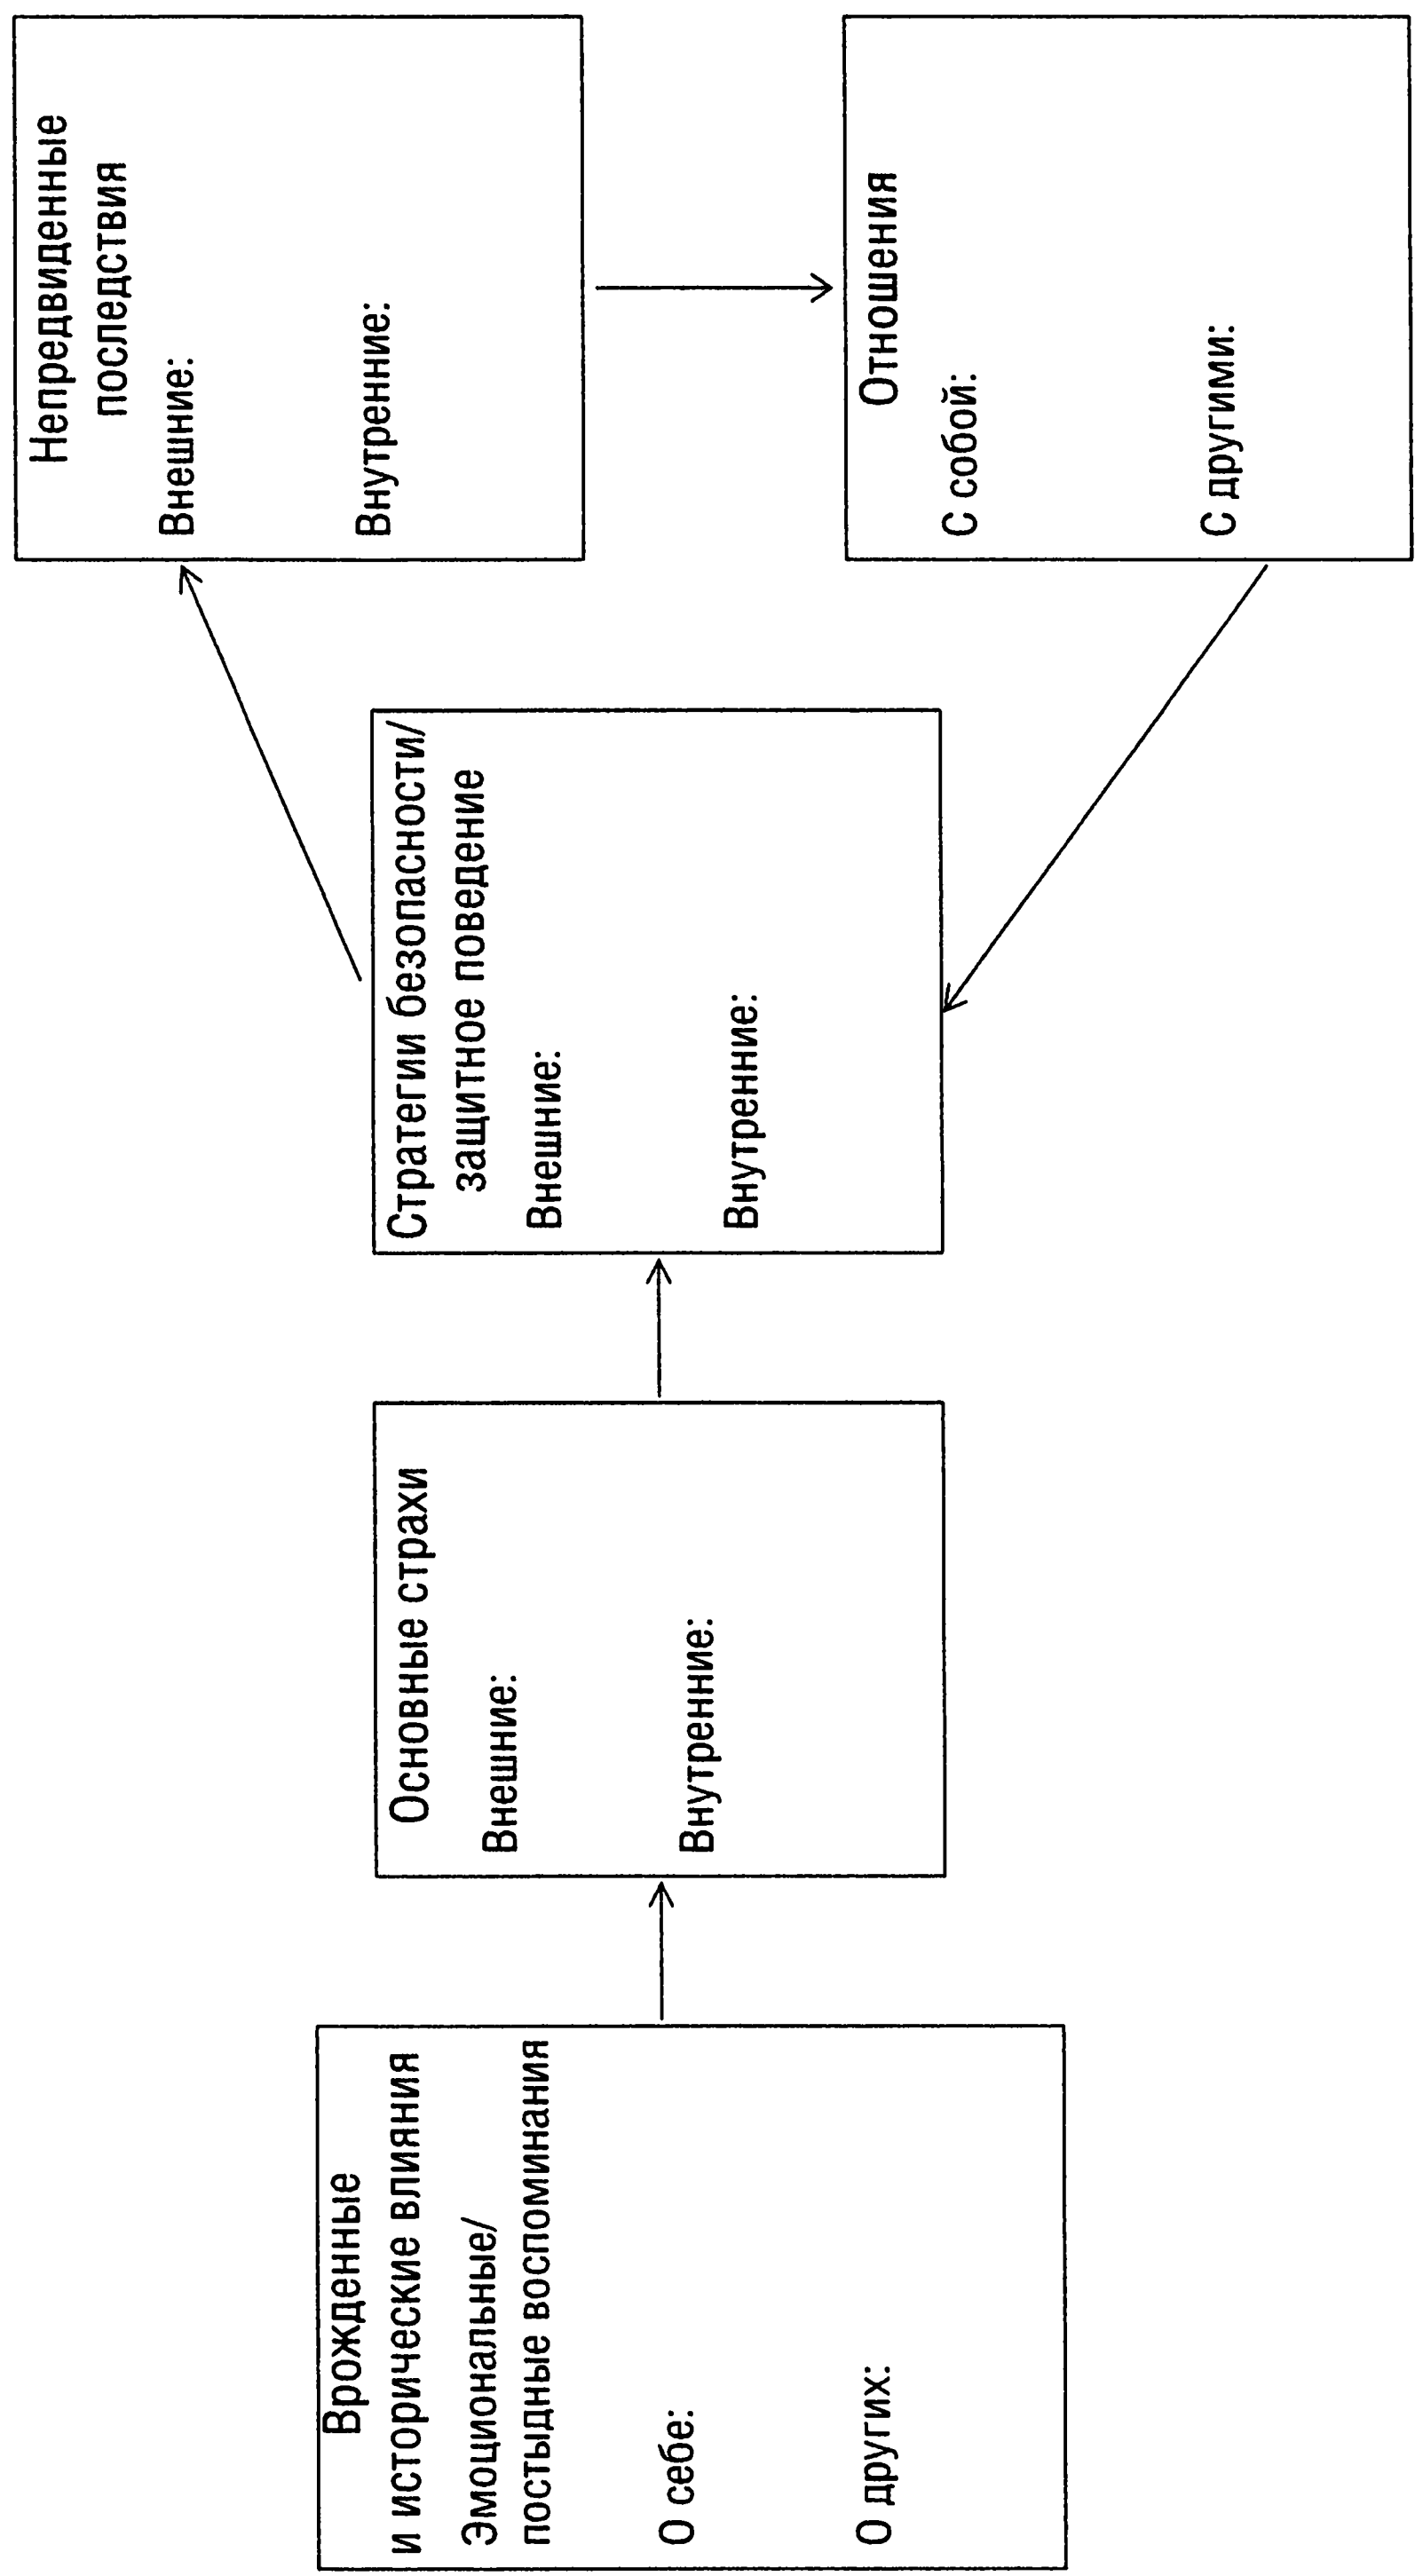 Врожденные
и исторические влияния
Эмоциональные/
постыдные воспоминания
О себе:
О других:
Основные страхи
Внешние:
Внутренние:
Стратегии безопасности/
защитное поведение
Внешние:
Внутренние:
Непредвиденные
последствия
Внешние:
Внутренние:
Отношения
С собой:
С другими: